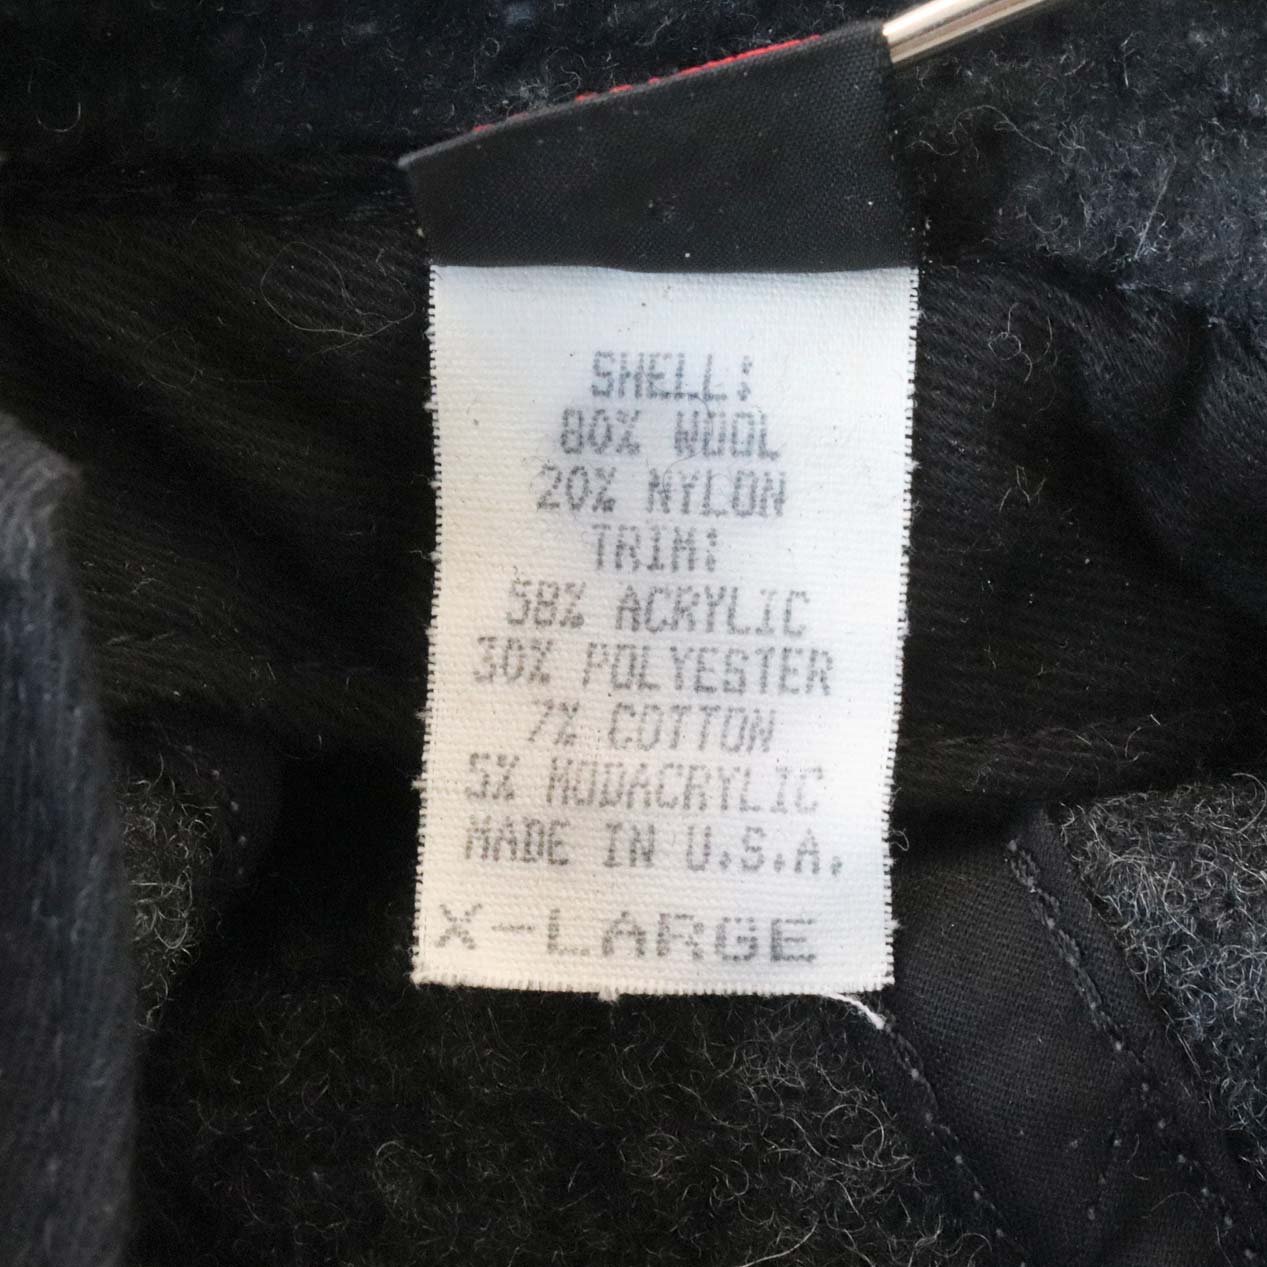 SHELL:
80% WOOL
20% NYLON
TRIM:
58% ACRYLIC
30% POLYESTER
7% COTTON
5% MODACRYLIC
MADE IN U.S.A.
X-LARGE